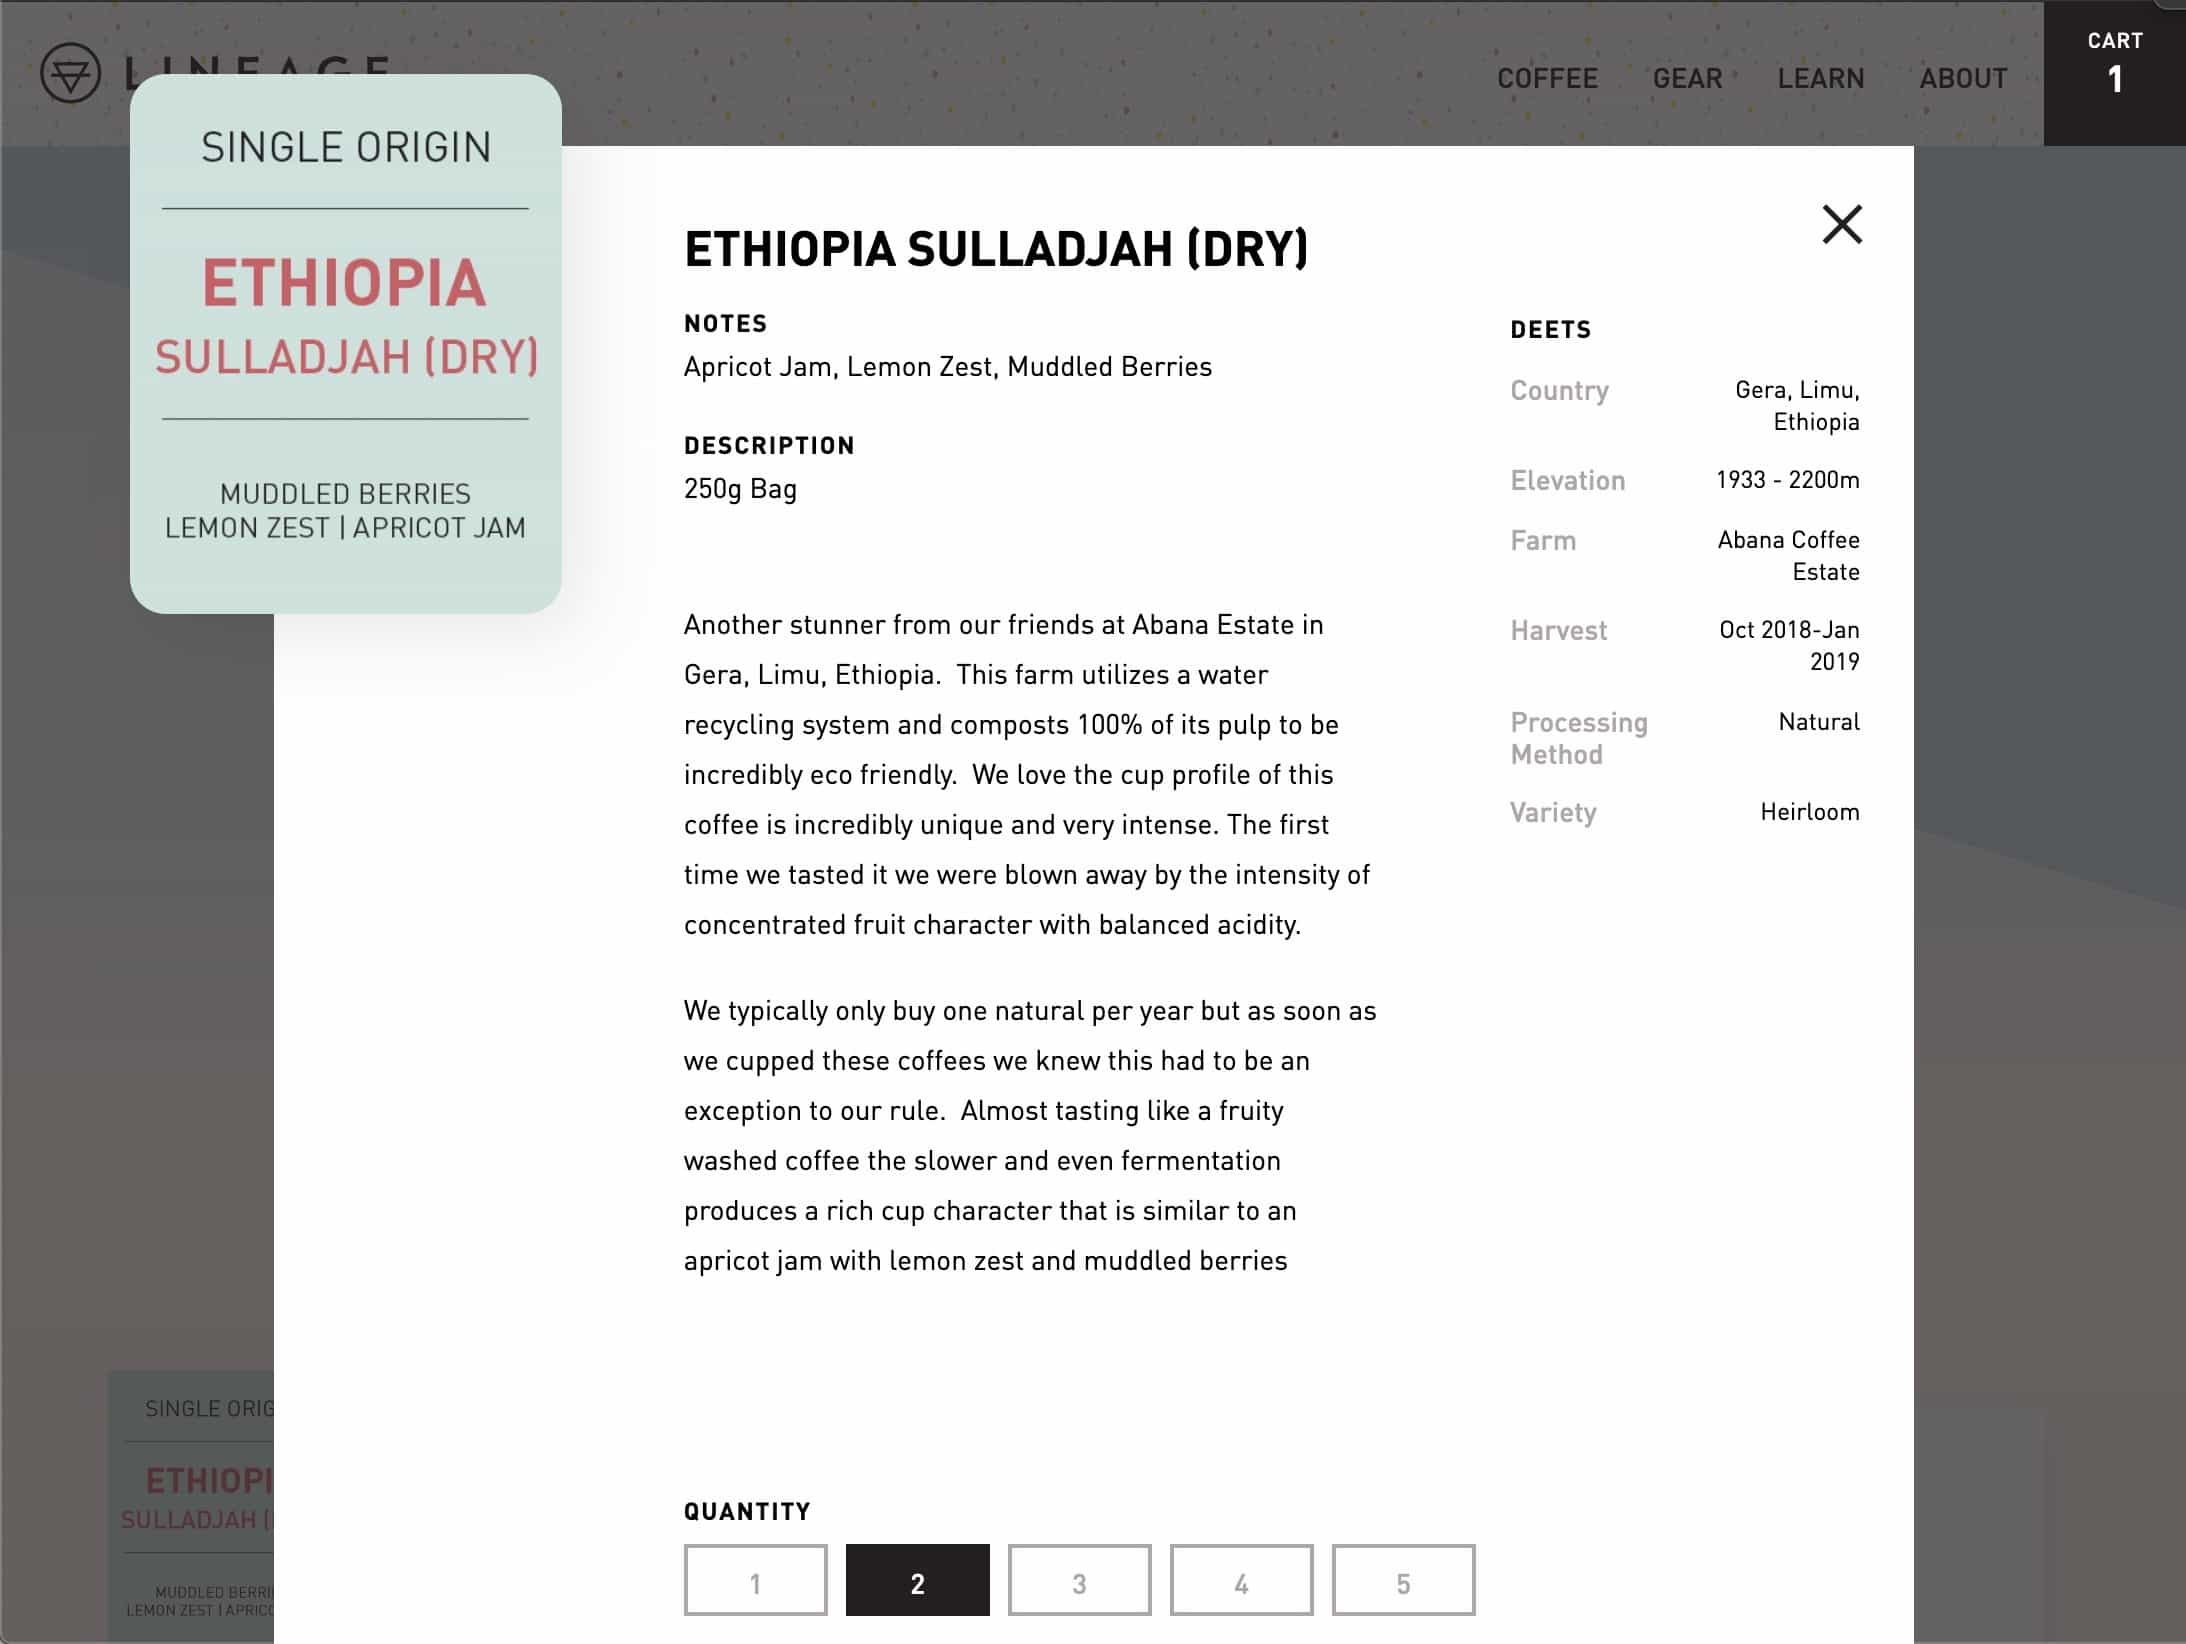 LINEAGE
COFFEE
GEAR
LEARN
ABOUT
CART
1
SINGLE ORIGIN
ETHIOPIA
SULLADJAH (DRY)
MUDDLED BERRIES
LEMON ZEST | APRICOT JAM
ETHIOPIA SULLADJAH (DRY)
NOTES
Apricot Jam, Lemon Zest, Muddled Berries
DESCRIPTION
250g Bag
Another stunner from our friends at Abana Estate in
Gera, Limu, Ethiopia.  This farm utilizes a water
recycling system and composts 100% of its pulp to be
incredibly eco friendly.  We love the cup profile of this
coffee is incredibly unique and very intense. The first
time we tasted it we were blown away by the intensity of
concentrated fruit character with balanced acidity.
We typically only buy one natural per year but as soon as
we cupped these coffees we knew this had to be an
exception to our rule.  Almost tasting like a fruity
washed coffee the slower and even fermentation
produces a rich cup character that is similar to an
apricot jam with lemon zest and muddled berries
DEETS
Country
Gera, Limu,
Ethiopia
Elevation
1933 - 2200m
Farm
Abana Coffee
Estate
Harvest
Oct 2018-Jan
2019
Processing
Method
Natural
Variety
Heirloom
QUANTITY
1
2
3
4
5
SINGLE ORIG
ETHIOPI
SULLADJAH (
MUDDLED BERRI
LEMON ZEST | APRICO